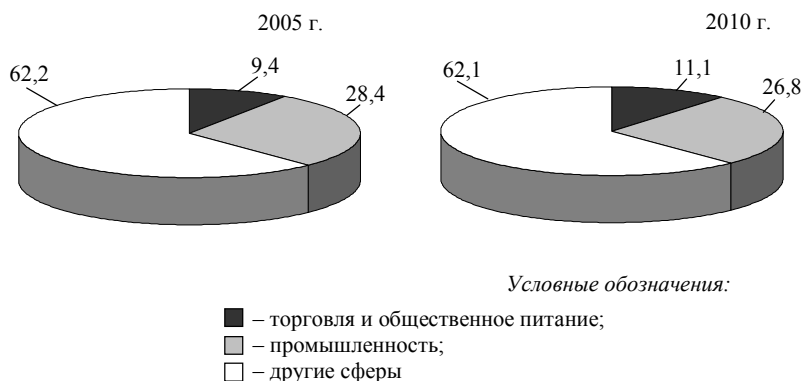 2005 г.
2010 г.
62,2
9,4
28,4
62,1
11,1
26,8
Условные обозначения:
– торговля и общественное питание;
– промышленность;
– другие сферы